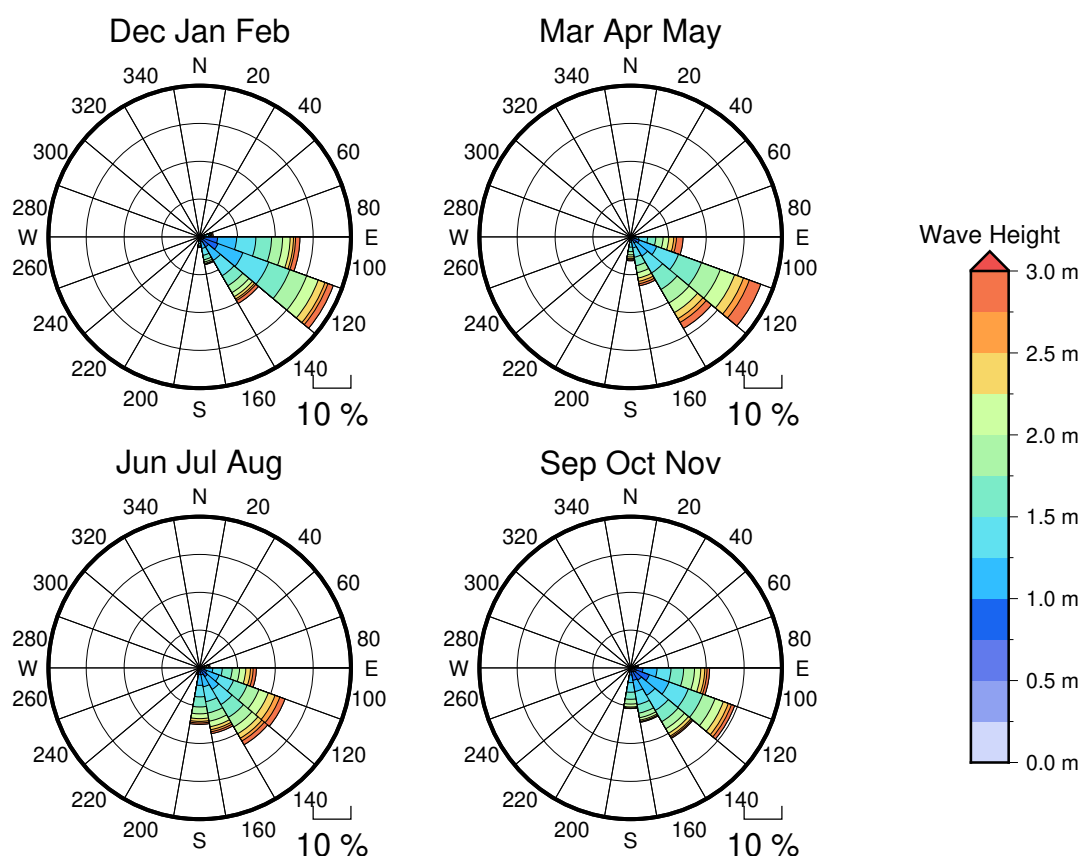 Dec Jan Feb
Mar Apr May
N
340 20
320 40
300 60
280 80
W E
260 100
240 120
220 140
200 160
S
10 %
N
340 20
320 40
300 60
280 80
W E
260 100
240 120
220 140
200 160
S
10 %
Jun Jul Aug
Sep Oct Nov
N
340 20
320 40
300 60
280 80
W E
260 100
240 120
220 140
200 160
S
10 %
N
340 20
320 40
300 60
280 80
W E
260 100
240 120
220 140
200 160
S
10 %
Wave Height
3.0 m
2.5 m
2.0 m
1.5 m
1.0 m
0.5 m
0.0 m